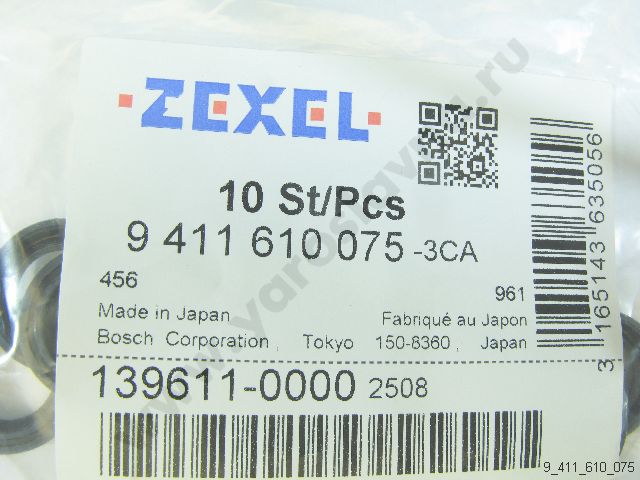 ZEXEL
10 St/Pcs
9 411 610 075 -3CA
456
961
Made in Japan
Fabriqué au Japon
Bosch Corporation, Tokyo 150-8360, Japan
139611-0000 2508
3 165143 635056
9_411_610_075